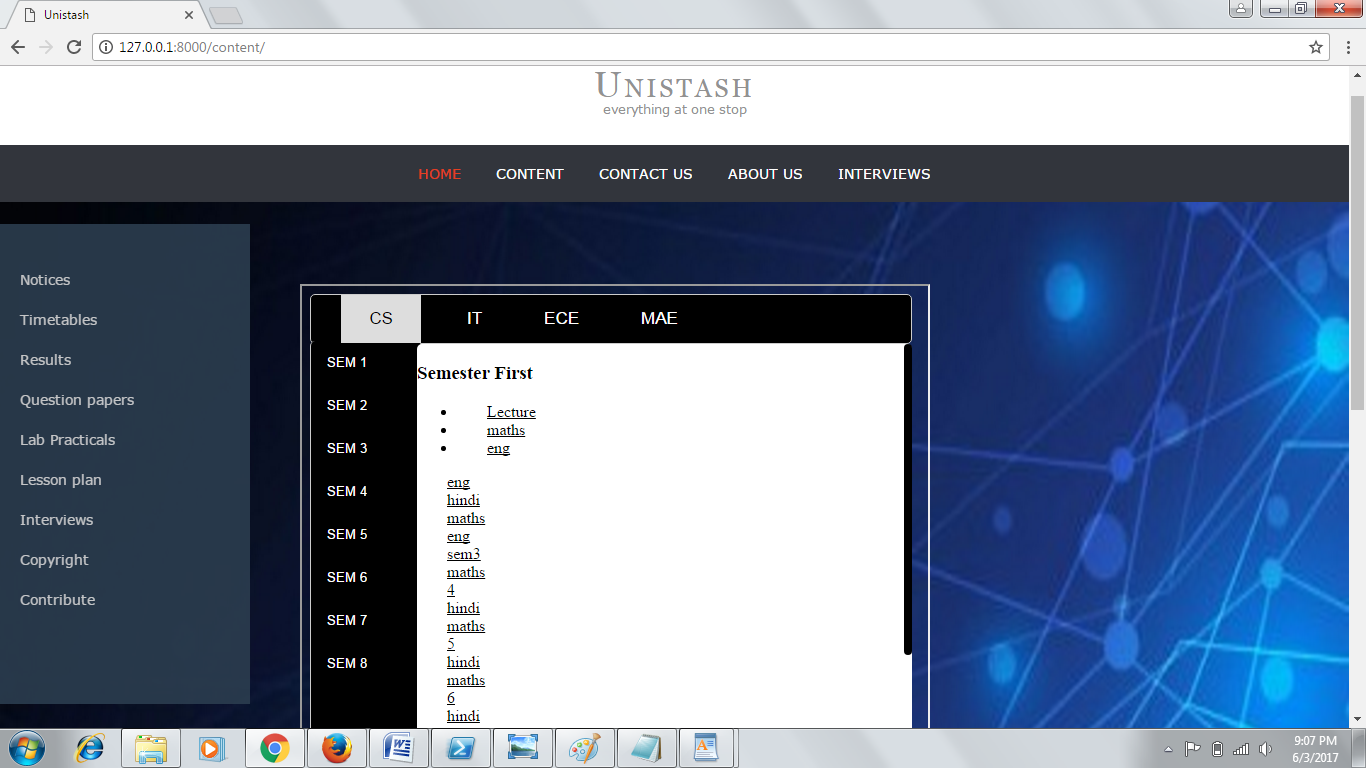 Unistash
127.0.0.1:8000/content/
UNISTASH
everything at one stop
HOME CONTENT CONTACT US ABOUT US INTERVIEWS
Notices
Timetables
Results
Question papers
Lab Practicals
Lesson plan
Interviews
Copyright
Contribute
CS IT ECE MAE
SEM 1
SEM 2
SEM 3
SEM 4
SEM 5
SEM 6
SEM 7
SEM 8
Semester First
• Lecture
• maths
• eng
eng
hindi
maths
eng
sem3
maths
4
hindi
maths
5
hindi
maths
6
hindi
9:07 PM
6/3/2017